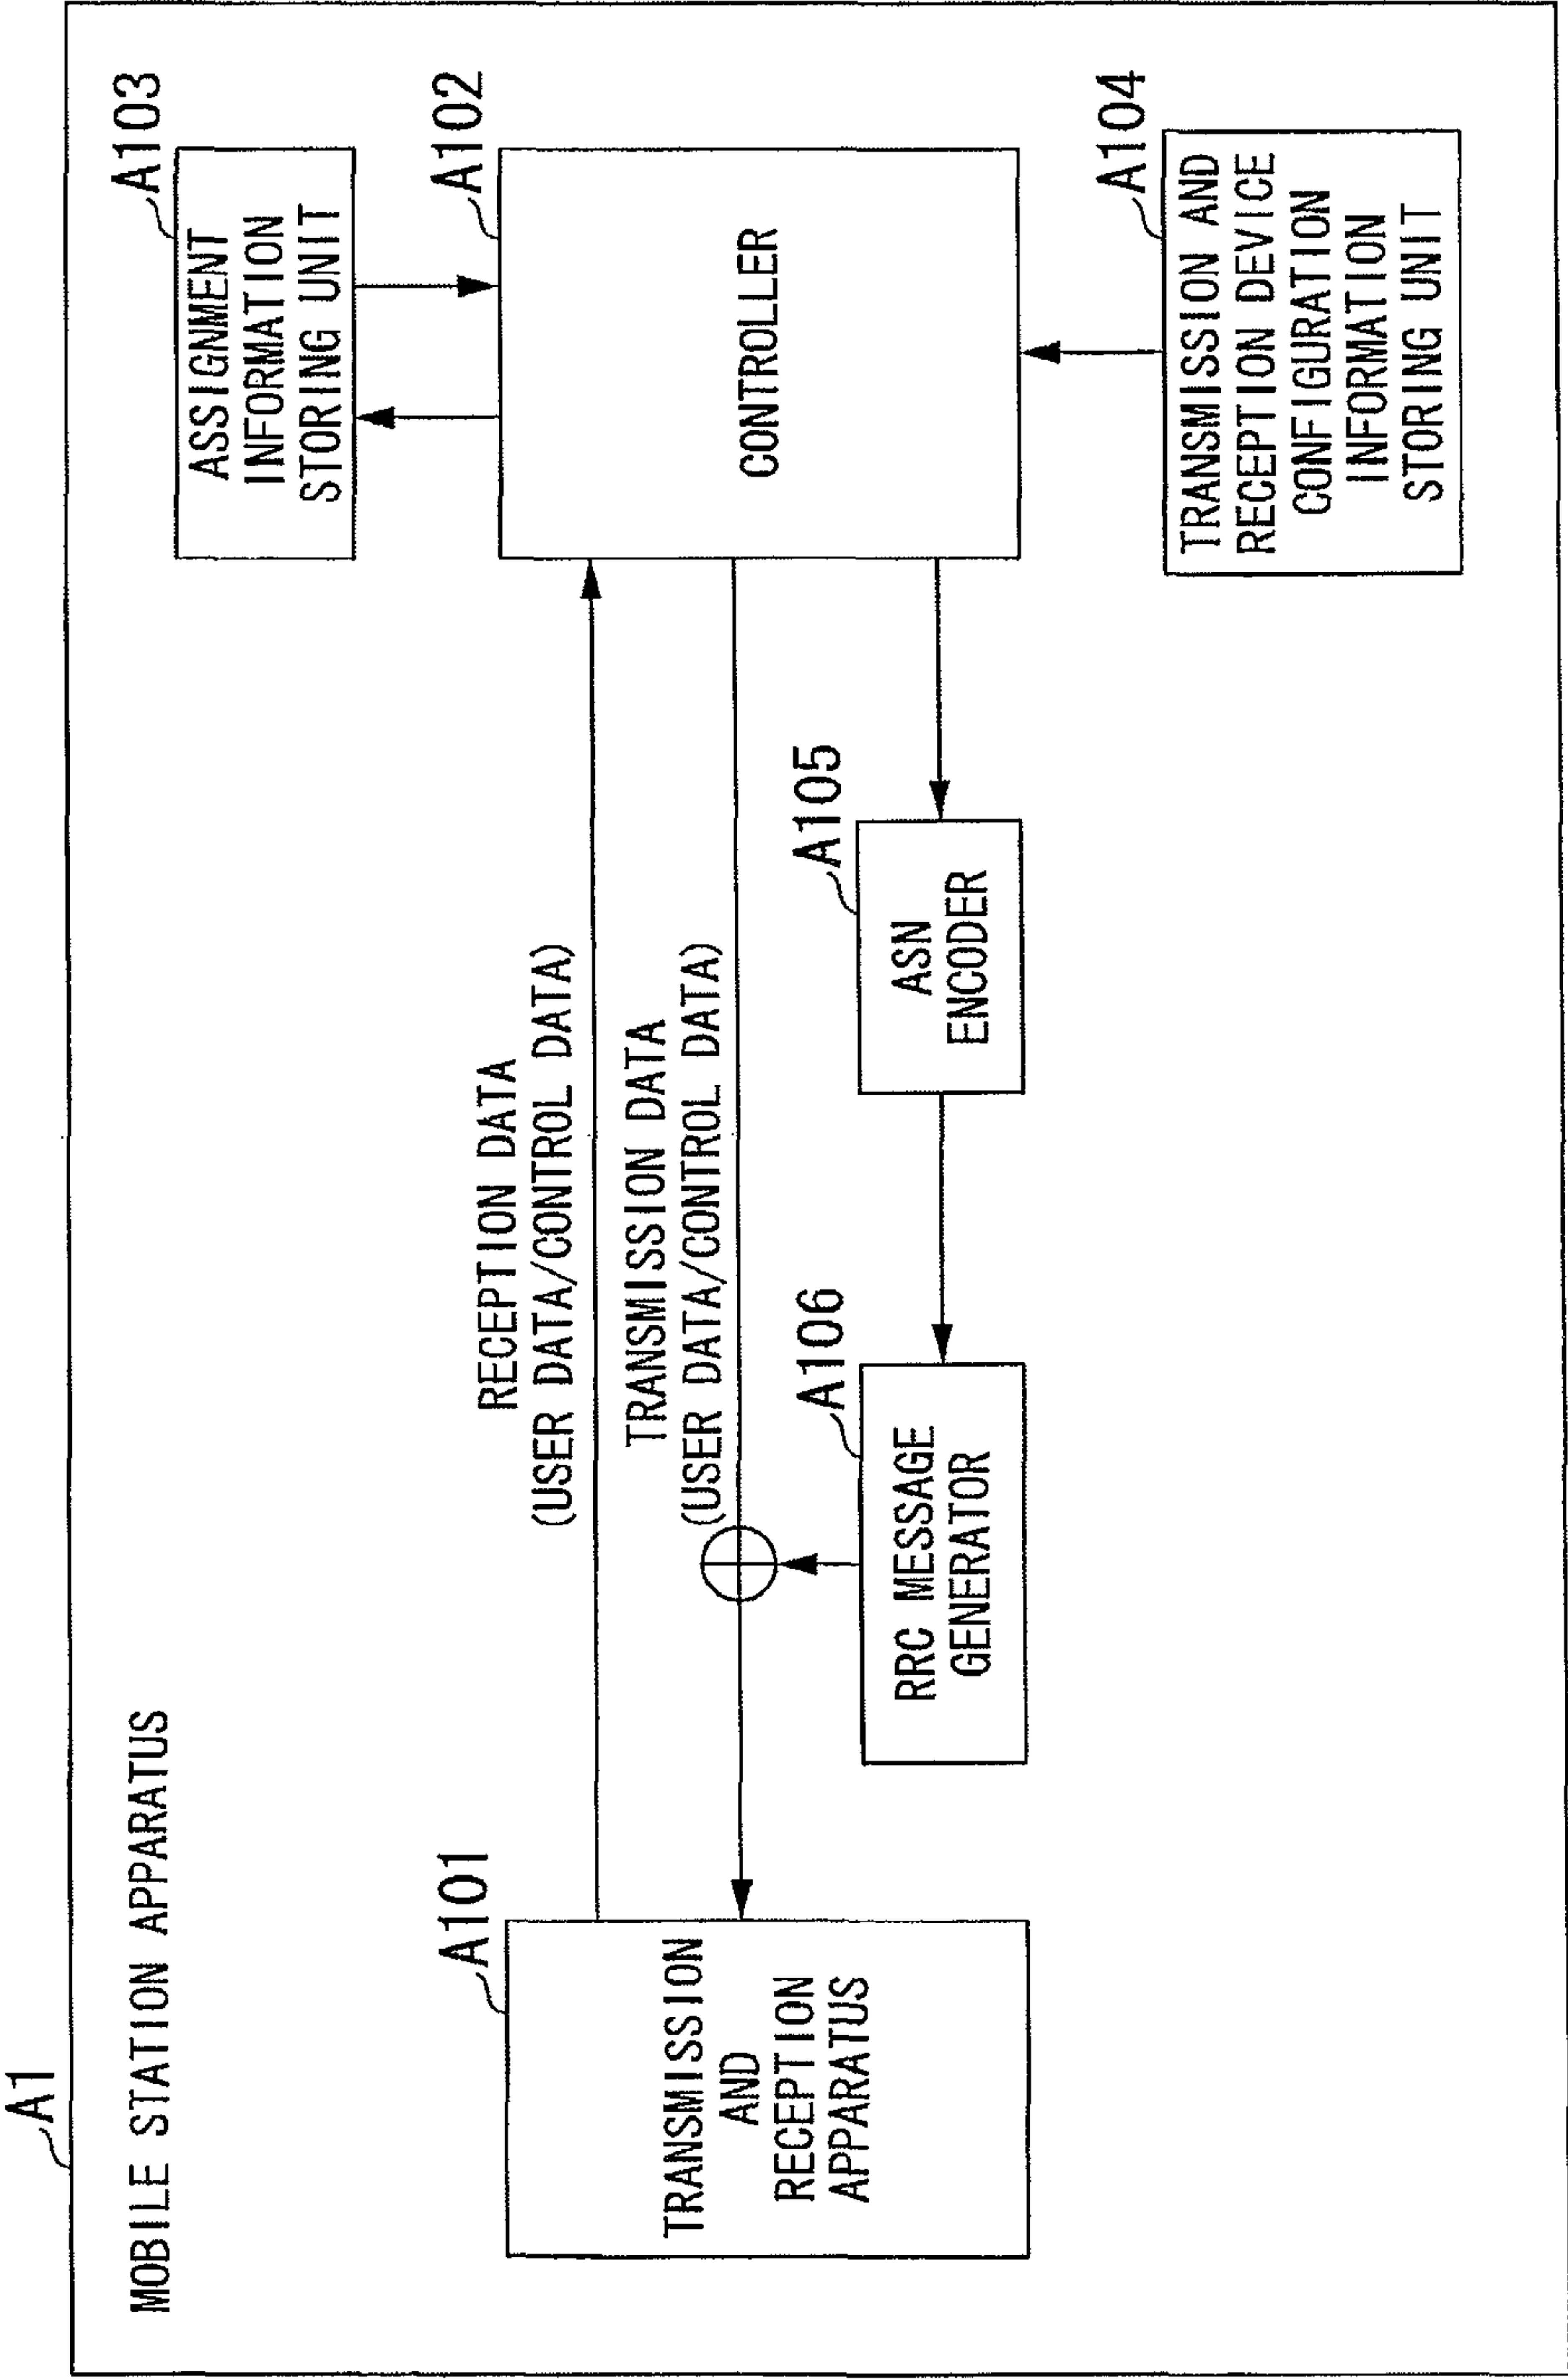 A1
MOBILE STATION APPARATUS
A101
TRANSMISSION
AND
RECEPTION
APPARATUS
RECEPTION DATA
(USER DATA/CONTROL DATA)
TRANSMISSION DATA
(USER DATA/CONTROL DATA)
A106
RRC MESSAGE
GENERATOR
A105
ASN
ENCODER
A103
ASSIGNMENT
INFORMATION
STORING UNIT
A102
CONTROLLER
A104
TRANSMISSION AND
RECEPTION DEVICE
CONFIGURATION
INFORMATION
STORING UNIT